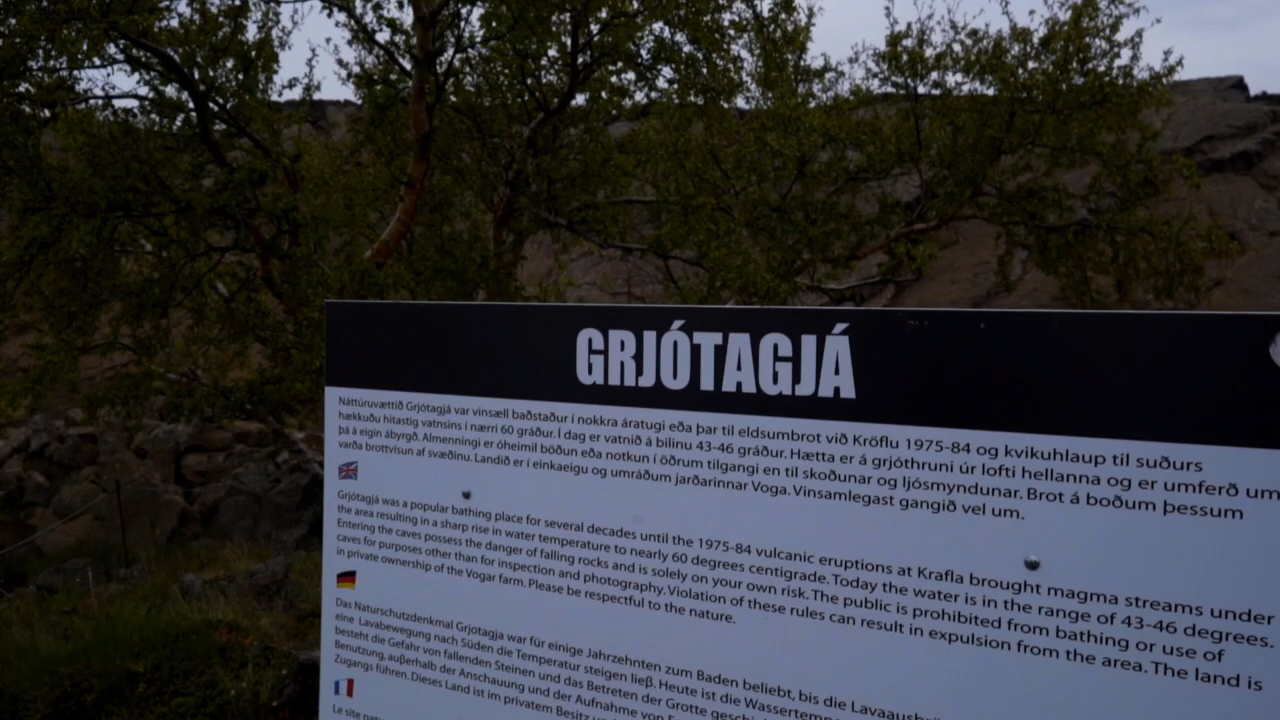 GRJÓTAGJÁ
Náttúruvættið Grjótagjá var vinsæll baðstaður í nokkra áratugi eða þar til eldsumbrot við Kröflu 1975-84 og kvikuhlaup til suðurs
hækkuðu hitastig vatnsins í nærri 60 gráður. Í dag er vatnið á bilinu 43-46 gráður. Hætta er á grjóthruni úr lofti hellanna og er umferð um
þá á eigin ábyrgð. Almenningi er óheimil böðun eða notkun í öðrum tilgangi en til skoðunar og ljósmyndunar. Brot á boðum þessum
varða brottvísun af svæðinu. Landið er í einkaeigu og umráðum jarðarinnar Voga. Vinsamlegast gangið vel um.
Grjótagjá was a popular bathing place for several decades until the 1975-84 vulcanic eruptions at Krafla brought magma streams under
the area resulting in a sharp rise in water temperature to nearly 60 degrees centigrade. Today the water is in the range of 43-46 degrees.
Entering the caves possess the danger of falling rocks and is solely on your own risk. The public is prohibited from bathing or use of
caves for purposes other than for inspection and photography. Violation of these rules can result in expulsion from the area. The land is
in private ownership of the Vogar farm. Please be respectful to the nature.
Das Naturschutzdenkmal Grjotagja war für einige Jahrzehnten zum Baden beliebt, bis die
eine Lavabewegung nach Süden die Temperatur steigen ließ. Heute ist die
besteht die Gefahr von fallenden Steinen und das Betreten der Grotte
Benutzung, außerhalb der Anschauung und der Aufnahme von
Zugangs führen. Dieses Land ist im privatem Besitz
Le site